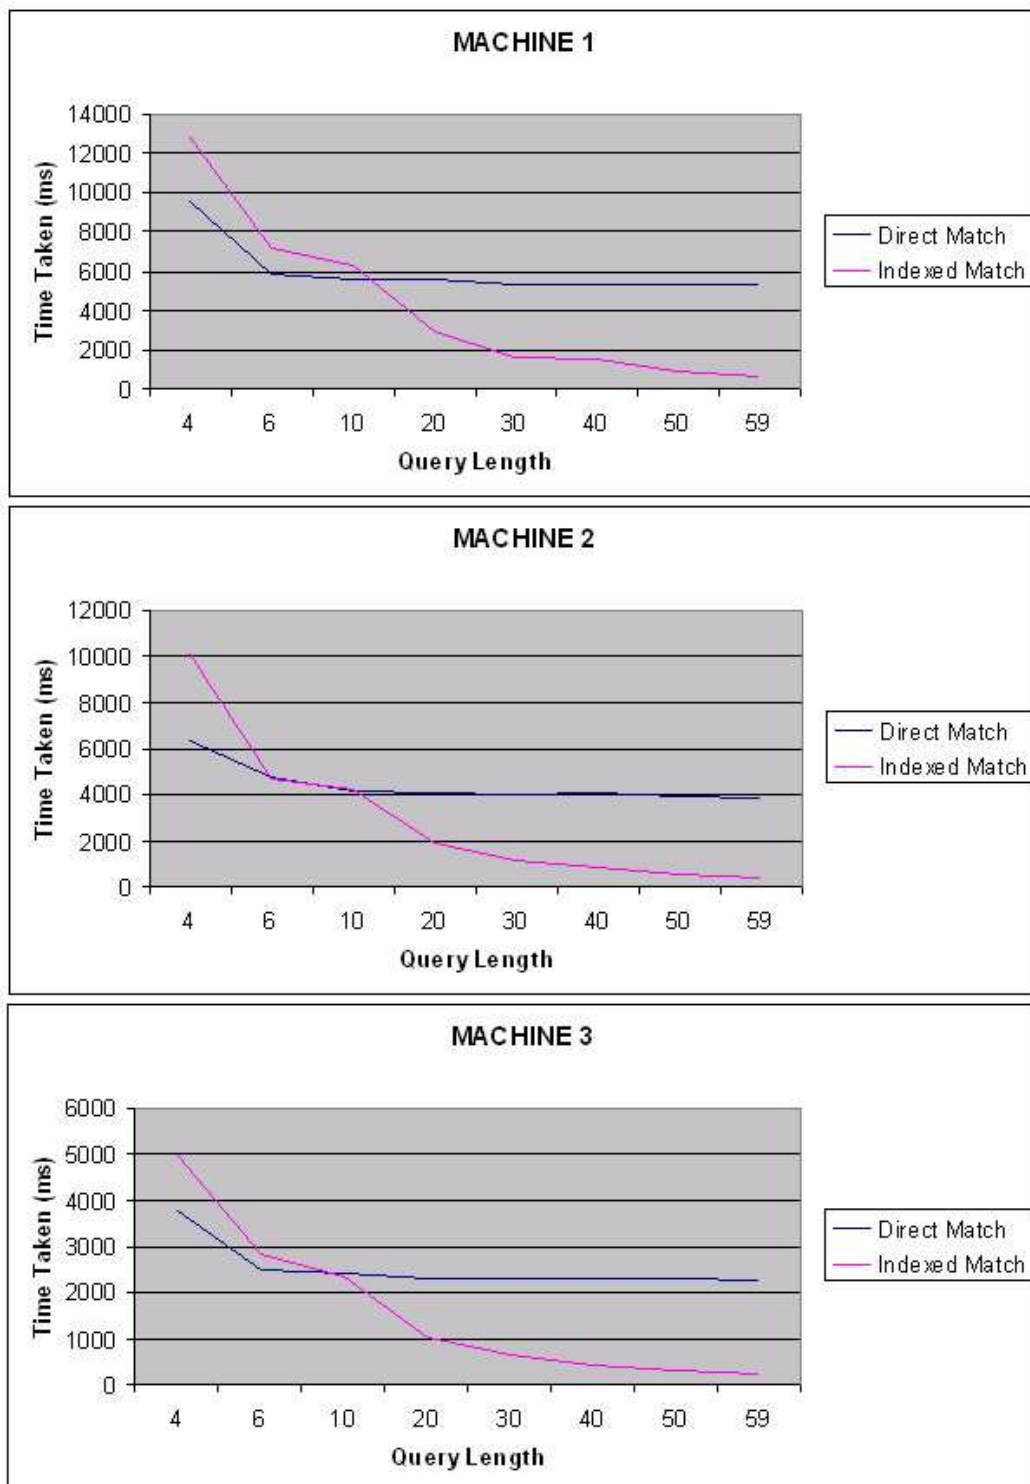 MACHINE 1
14000
12000
10000
8000
6000
4000
2000
0
Time Taken (ms)
4 6 10 20 30 40 50 59
Query Length
Direct Match
Indexed Match
MACHINE 2
12000
10000
8000
6000
4000
2000
0
Time Taken (ms)
4 6 10 20 30 40 50 59
Query Length
Direct Match
Indexed Match
MACHINE 3
6000
5000
4000
3000
2000
1000
0
Time Taken (ms)
4 6 10 20 30 40 50 59
Query Length
Direct Match
Indexed Match